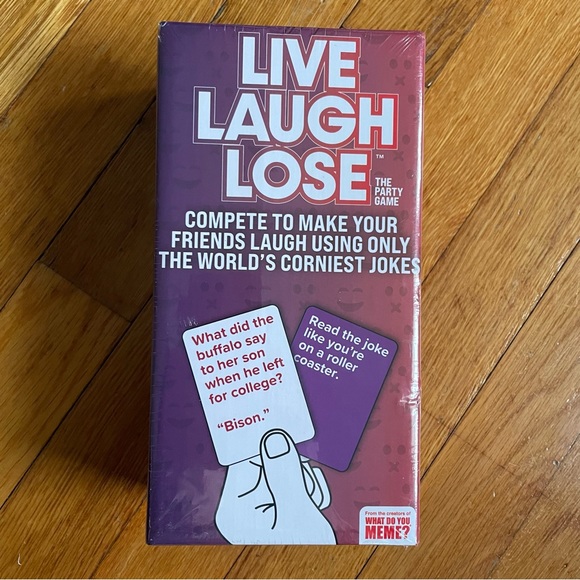 LIVE
LAUGH
LOSE™
THE
PARTY
GAME
COMPETE TO MAKE YOUR
FRIENDS LAUGH USING ONLY
THE WORLD'S CORNIEST JOKES
What did the
buffalo say
to her son
when he left
for college?
"Bison."
Read the joke
like you're
on a roller
coaster.
From the creators of
WHAT DO YOU
MEME?